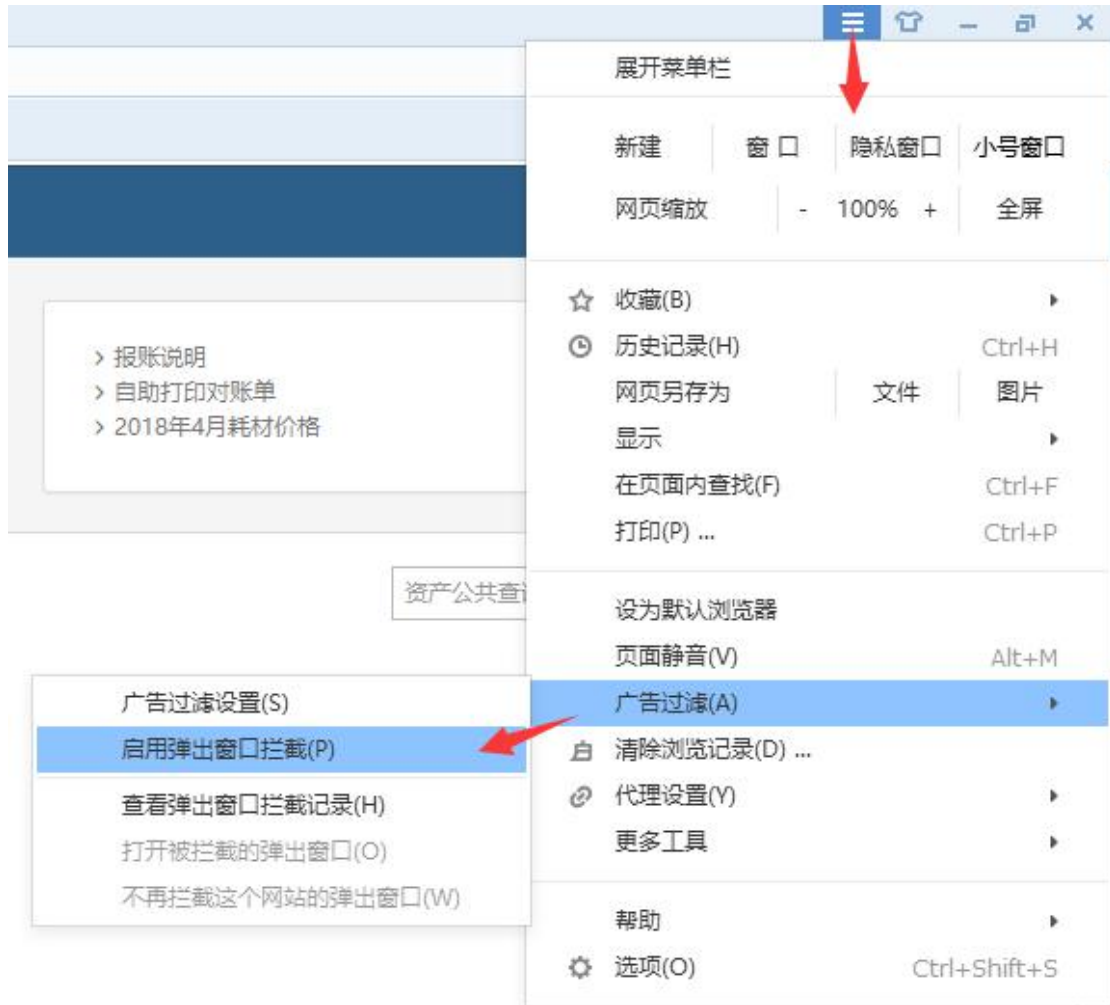 展开菜单栏
新建 窗口 隐私窗口 小号窗口
网页缩放 - 100% + 全屏
收藏(B)
历史记录(H) Ctrl+H
网页另存为 文件 图片
显示
在页面内查找(F) Ctrl+F
打印(P) ... Ctrl+P
设为默认浏览器
页面静音(V) Alt+M
广告过滤(A)
清除浏览记录(D) ...
代理设置(Y)
更多工具
帮助
选项(O) Ctrl+Shift+S
> 报账说明
> 自助打印对账单
> 2018年4月耗材价格
资产公共查
广告过滤设置(S)
启用弹出窗口拦截(P)
查看弹出窗口拦截记录(H)
打开被拦截的弹出窗口(O)
不再拦截这个网站的弹出窗口(W)